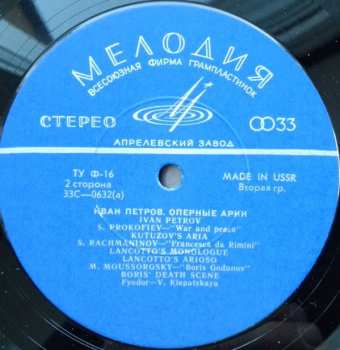 МЕЛОДИЯ
ВСЕСОЮЗНАЯ ФИРМА ГРАМПЛАСТИНОК
СТЕРЕО
33
АПРЕЛЕВСКИЙ ЗАВОД
ТУ Ф-16
2 сторона
33С—0632(а)
MADE IN USSR
Вторая гр.
ИВАН ПЕТРОВ. ОПЕРНЫЕ АРИИ
IVAN PETROV
S. PROKOFIEV—"War and peace"
KUTUZOV'S ARIA
S. RACHMANINOV—"Franceset da Rimini"
LANCOTTO'S MONOLOGUE
LANCOTTO'S ARIOSO
M. MOUSSORGSKY—"Boris Godunov"
BORIS' DEATH SCENE
Fyodor—V. Klepatskaya